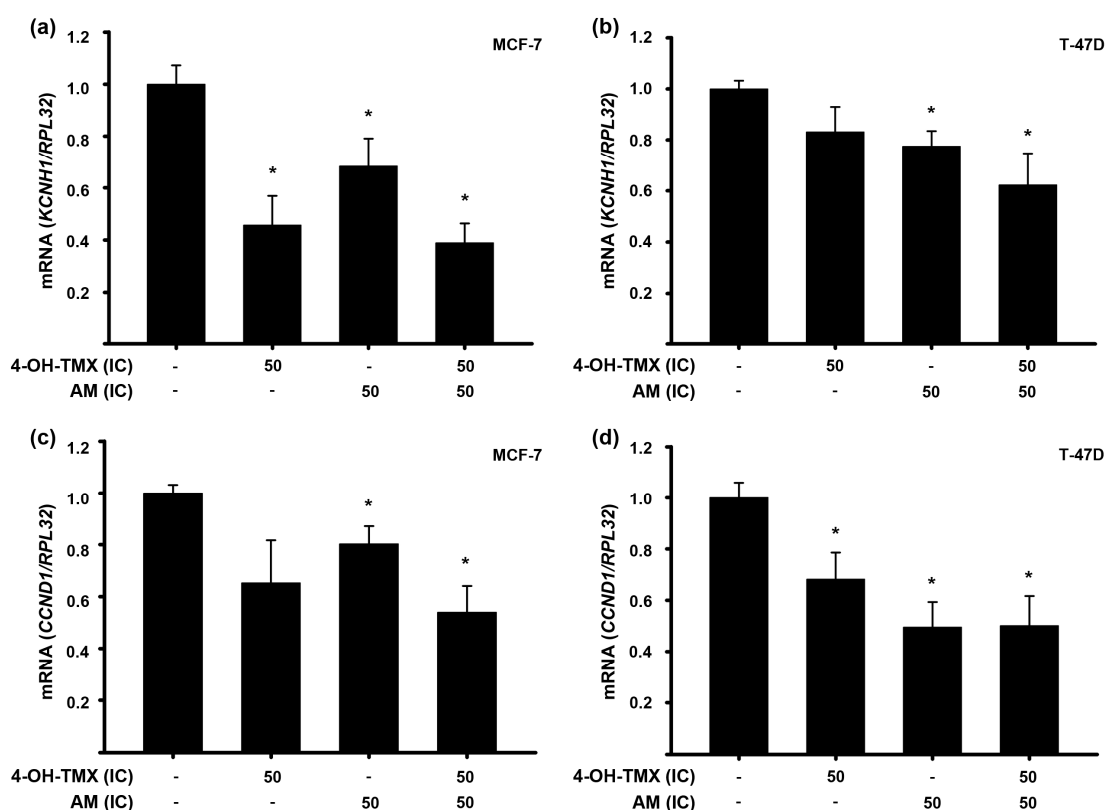 (a)
MCF-7
mRNA (KCNH1/RPL32)
1.2
1.0
0.8
0.6
0.4
0.2
*
*
*
4-OH-TMX (IC) - 50 - 50
AM (IC) - - 50 50
(b)
T-47D
mRNA (KCNH1/RPL32)
1.2
1.0
0.8
0.6
0.4
0.2
*
*
4-OH-TMX (IC) - 50 - 50
AM (IC) - - 50 50
(c)
MCF-7
mRNA (CCND1/RPL32)
1.2
1.0
0.8
0.6
0.4
0.2
*
*
4-OH-TMX (IC) - 50 - 50
AM (IC) - - 50 50
(d)
T-47D
mRNA (CCND1/RPL32)
1.2
1.0
0.8
0.6
0.4
0.2
*
*
*
4-OH-TMX (IC) - 50 - 50
AM (IC) - - 50 50